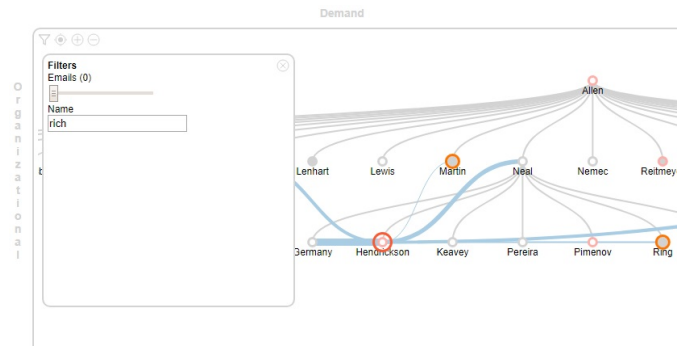 Demand
Organizational
Filters
Emails (0)
Name
rich
Allen
Lenhart
Lewis
Martin
Neal
Nemec
Germany
Hendrickson
Keavey
Pereira
Pimenov
Ring